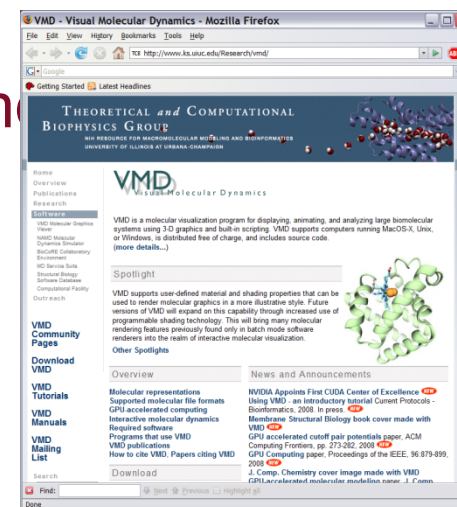 VMD - Visual Molecular Dynamics - Mozilla Firefox
File Edit View History Bookmarks Tools Help
http://www.ks.uiuc.edu/Research/vmd/
Google
Getting Started Latest Headlines
THEORETICAL and COMPUTATIONAL
BIOPHYSICS GROUP
NIH RESOURCE FOR MACROMOLECULAR MODELING AND BIOINFORMATICS
UNIVERSITY OF ILLINOIS AT URBANA-CHAMPAIGN
Home
Overview
Publications
Research
Software
VMD Molecular Graphics
Viewer
NAMD Molecular
Dynamics Simulator
BioCoRE Collaboratory
Environment
MD Service Suite
Structural Biology
Software Database
Computational Facility
Outreach
VMD
Community
Pages
Download
VMD
VMD
Tutorials
VMD
Manuals
VMD
Mailing
List
Search
VMD
Visual Molecular Dynamics
VMD is a molecular visualization program for displaying, animating, and analyzing large biomolecular
systems using 3-D graphics and built-in scripting. VMD supports computers running MacOS-X, Unix,
or Windows, is distributed free of charge, and includes source code.
(more details...)
Spotlight
VMD supports user-defined material and shading properties that can be
used to render molecular graphics in a more illustrative style. Future
versions of VMD will expand on this capability through increased use of
programmable shading technology. This will bring many molecular
rendering features previously found only in batch mode software
renderers into the realm of interactive molecular visualization.
Other Spotlights
Overview
Molecular representations
Supported molecular file formats
GPU-accelerated computing
Interactive molecular dynamics
Required software
Programs that use VMD
VMD publications
How to cite VMD, Papers citing VMD
Download
News and Announcements
NVIDIA Appoints First CUDA Center of Excellence NEW
Using VMD - an introductory tutorial Current Protocols -
Bioinformatics, 2008. In press. NEW
Membrane Structural Biology book cover made with
VMD NEW
GPU accelerated cutoff pair potentials paper, ACM
Computing Frontiers, pp. 273-282, 2008 NEW
GPU Computing paper, Proceedings of the IEEE, 96:879-899,
2008 NEW
J. Comp. Chemistry cover image made with VMD
GPU-accelerated molecular modeling paper, J. Comp.
Find: Next Previous Highlight all
Done